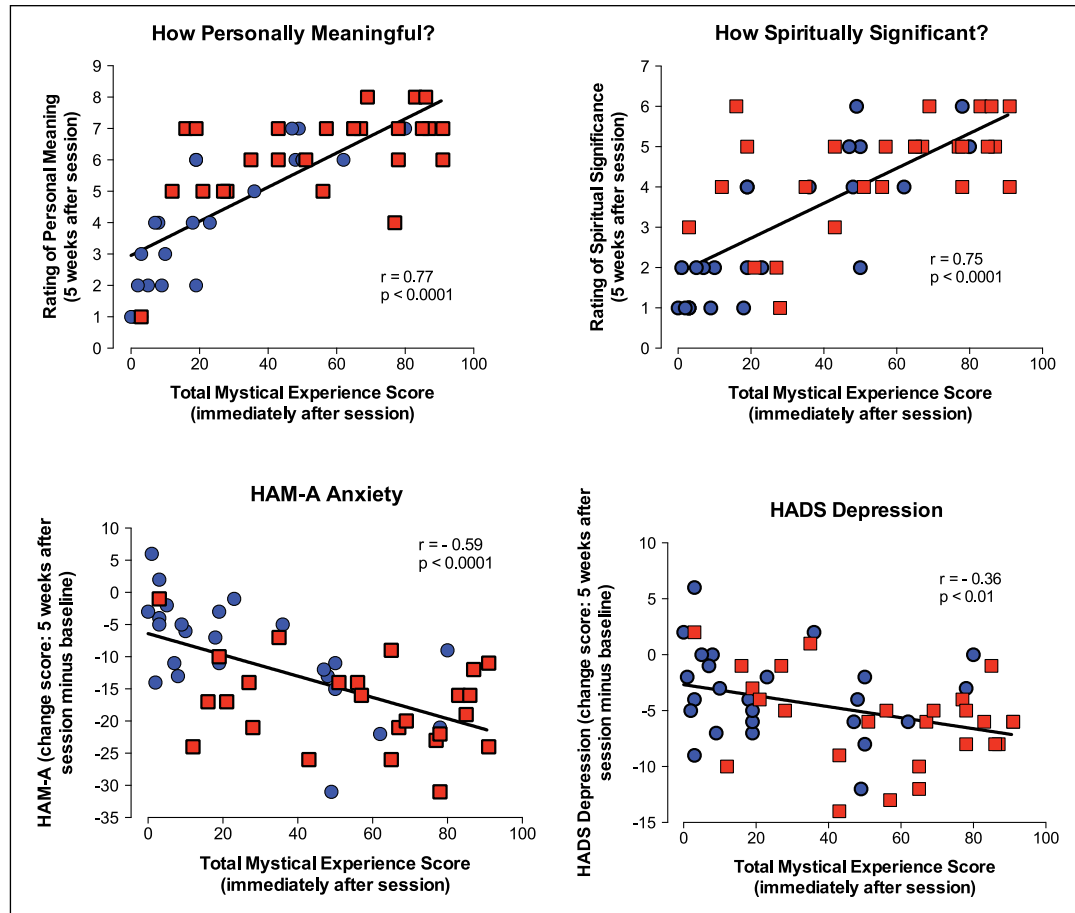 How Personally Meaningful?
9
8
7
6
5
4
3
2
1
0
Rating of Personal Meaning
(5 weeks after session)
r = 0.77
p < 0.0001
0
20
40
60
80
100
Total Mystical Experience Score
(immediately after session)
How Spiritually Significant?
7
6
5
4
3
2
1
0
Rating of Spiritual Significance
(5 weeks after session)
r = 0.75
p < 0.0001
0
20
40
60
80
100
Total Mystical Experience Score
(immediately after session)
HAM-A Anxiety
10
5
0
-5
-10
-15
-20
-25
-30
-35
HAM-A (change score: 5 weeks after
session minus baseline)
r = - 0.59
p < 0.0001
0
20
40
60
80
100
Total Mystical Experience Score
(immediately after session)
HADS Depression
10
5
0
-5
-10
-15
HADS Depression (change score: 5 weeks after
session minus baseline)
r = - 0.36
p < 0.01
0
20
40
60
80
100
Total Mystical Experience Score
(immediately after session)